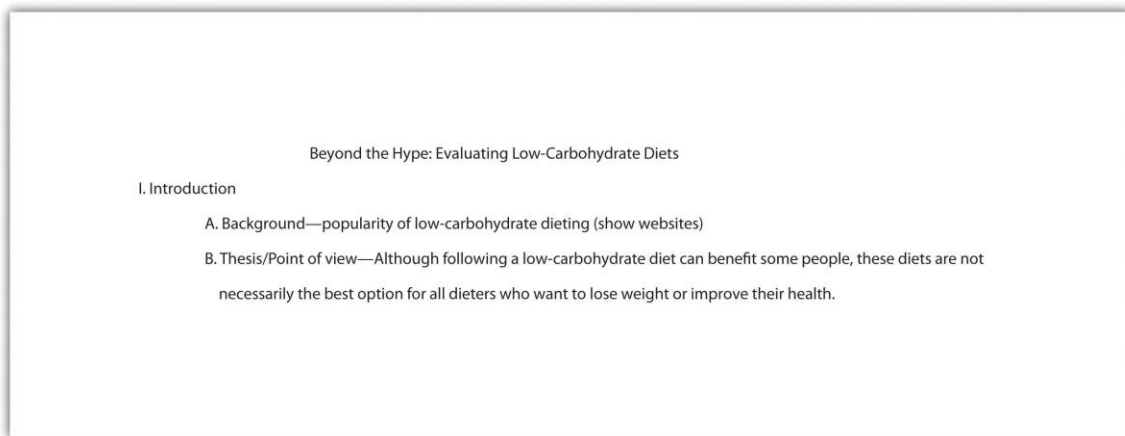 Beyond the Hype: Evaluating Low-Carbohydrate Diets
I. Introduction
A. Background—popularity of low-carbohydrate dieting (show websites)
B. Thesis/Point of view—Although following a low-carbohydrate diet can benefit some people, these diets are not
necessarily the best option for all dieters who want to lose weight or improve their health.